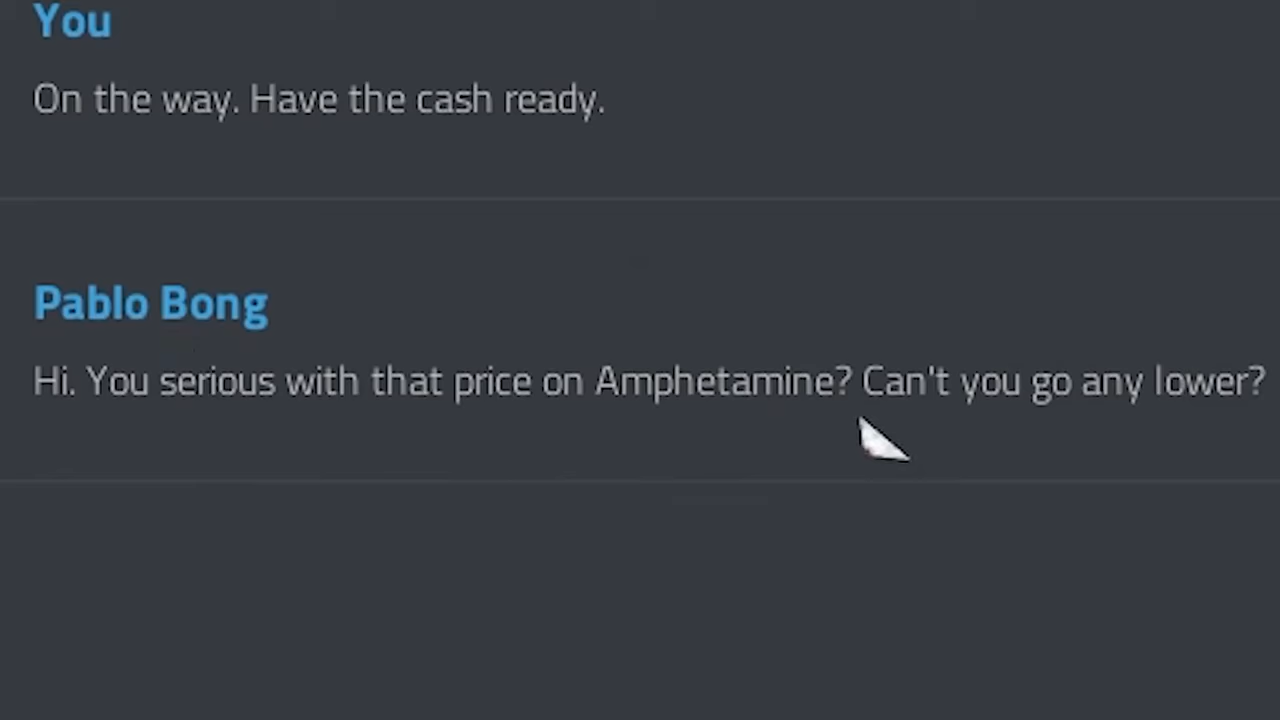 You
On the way. Have the cash ready.
Pablo Bong
Hi. You serious with that price on Amphetamine? Can't you go any lower?